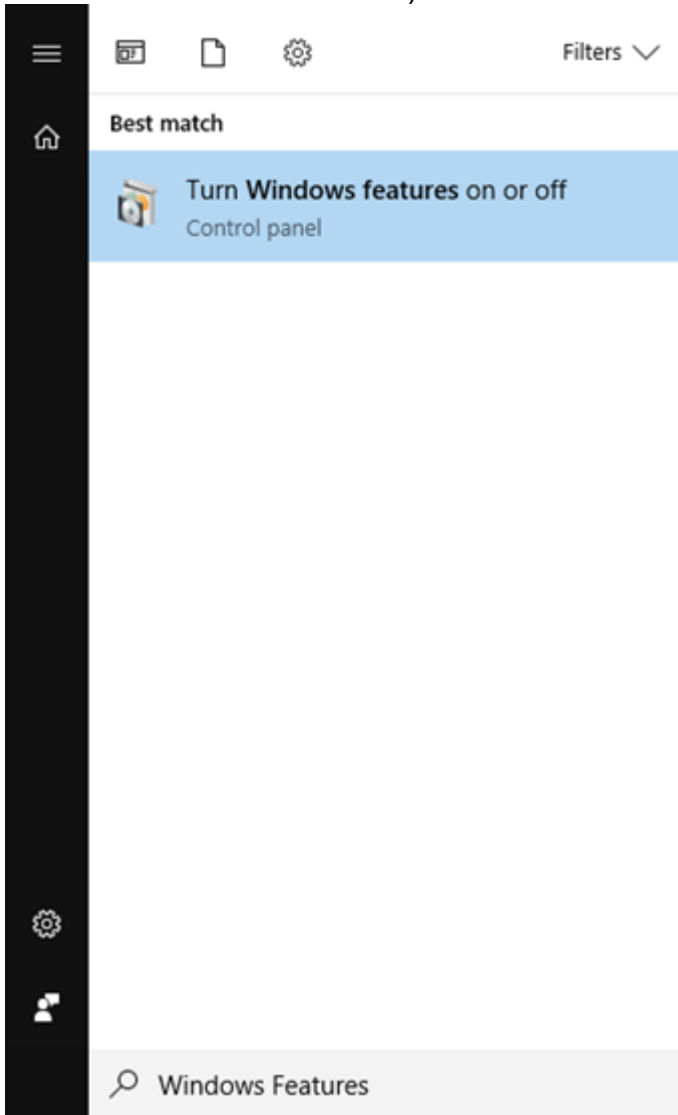 Filters
Best match
Turn Windows features on or off
Control panel
Windows Features